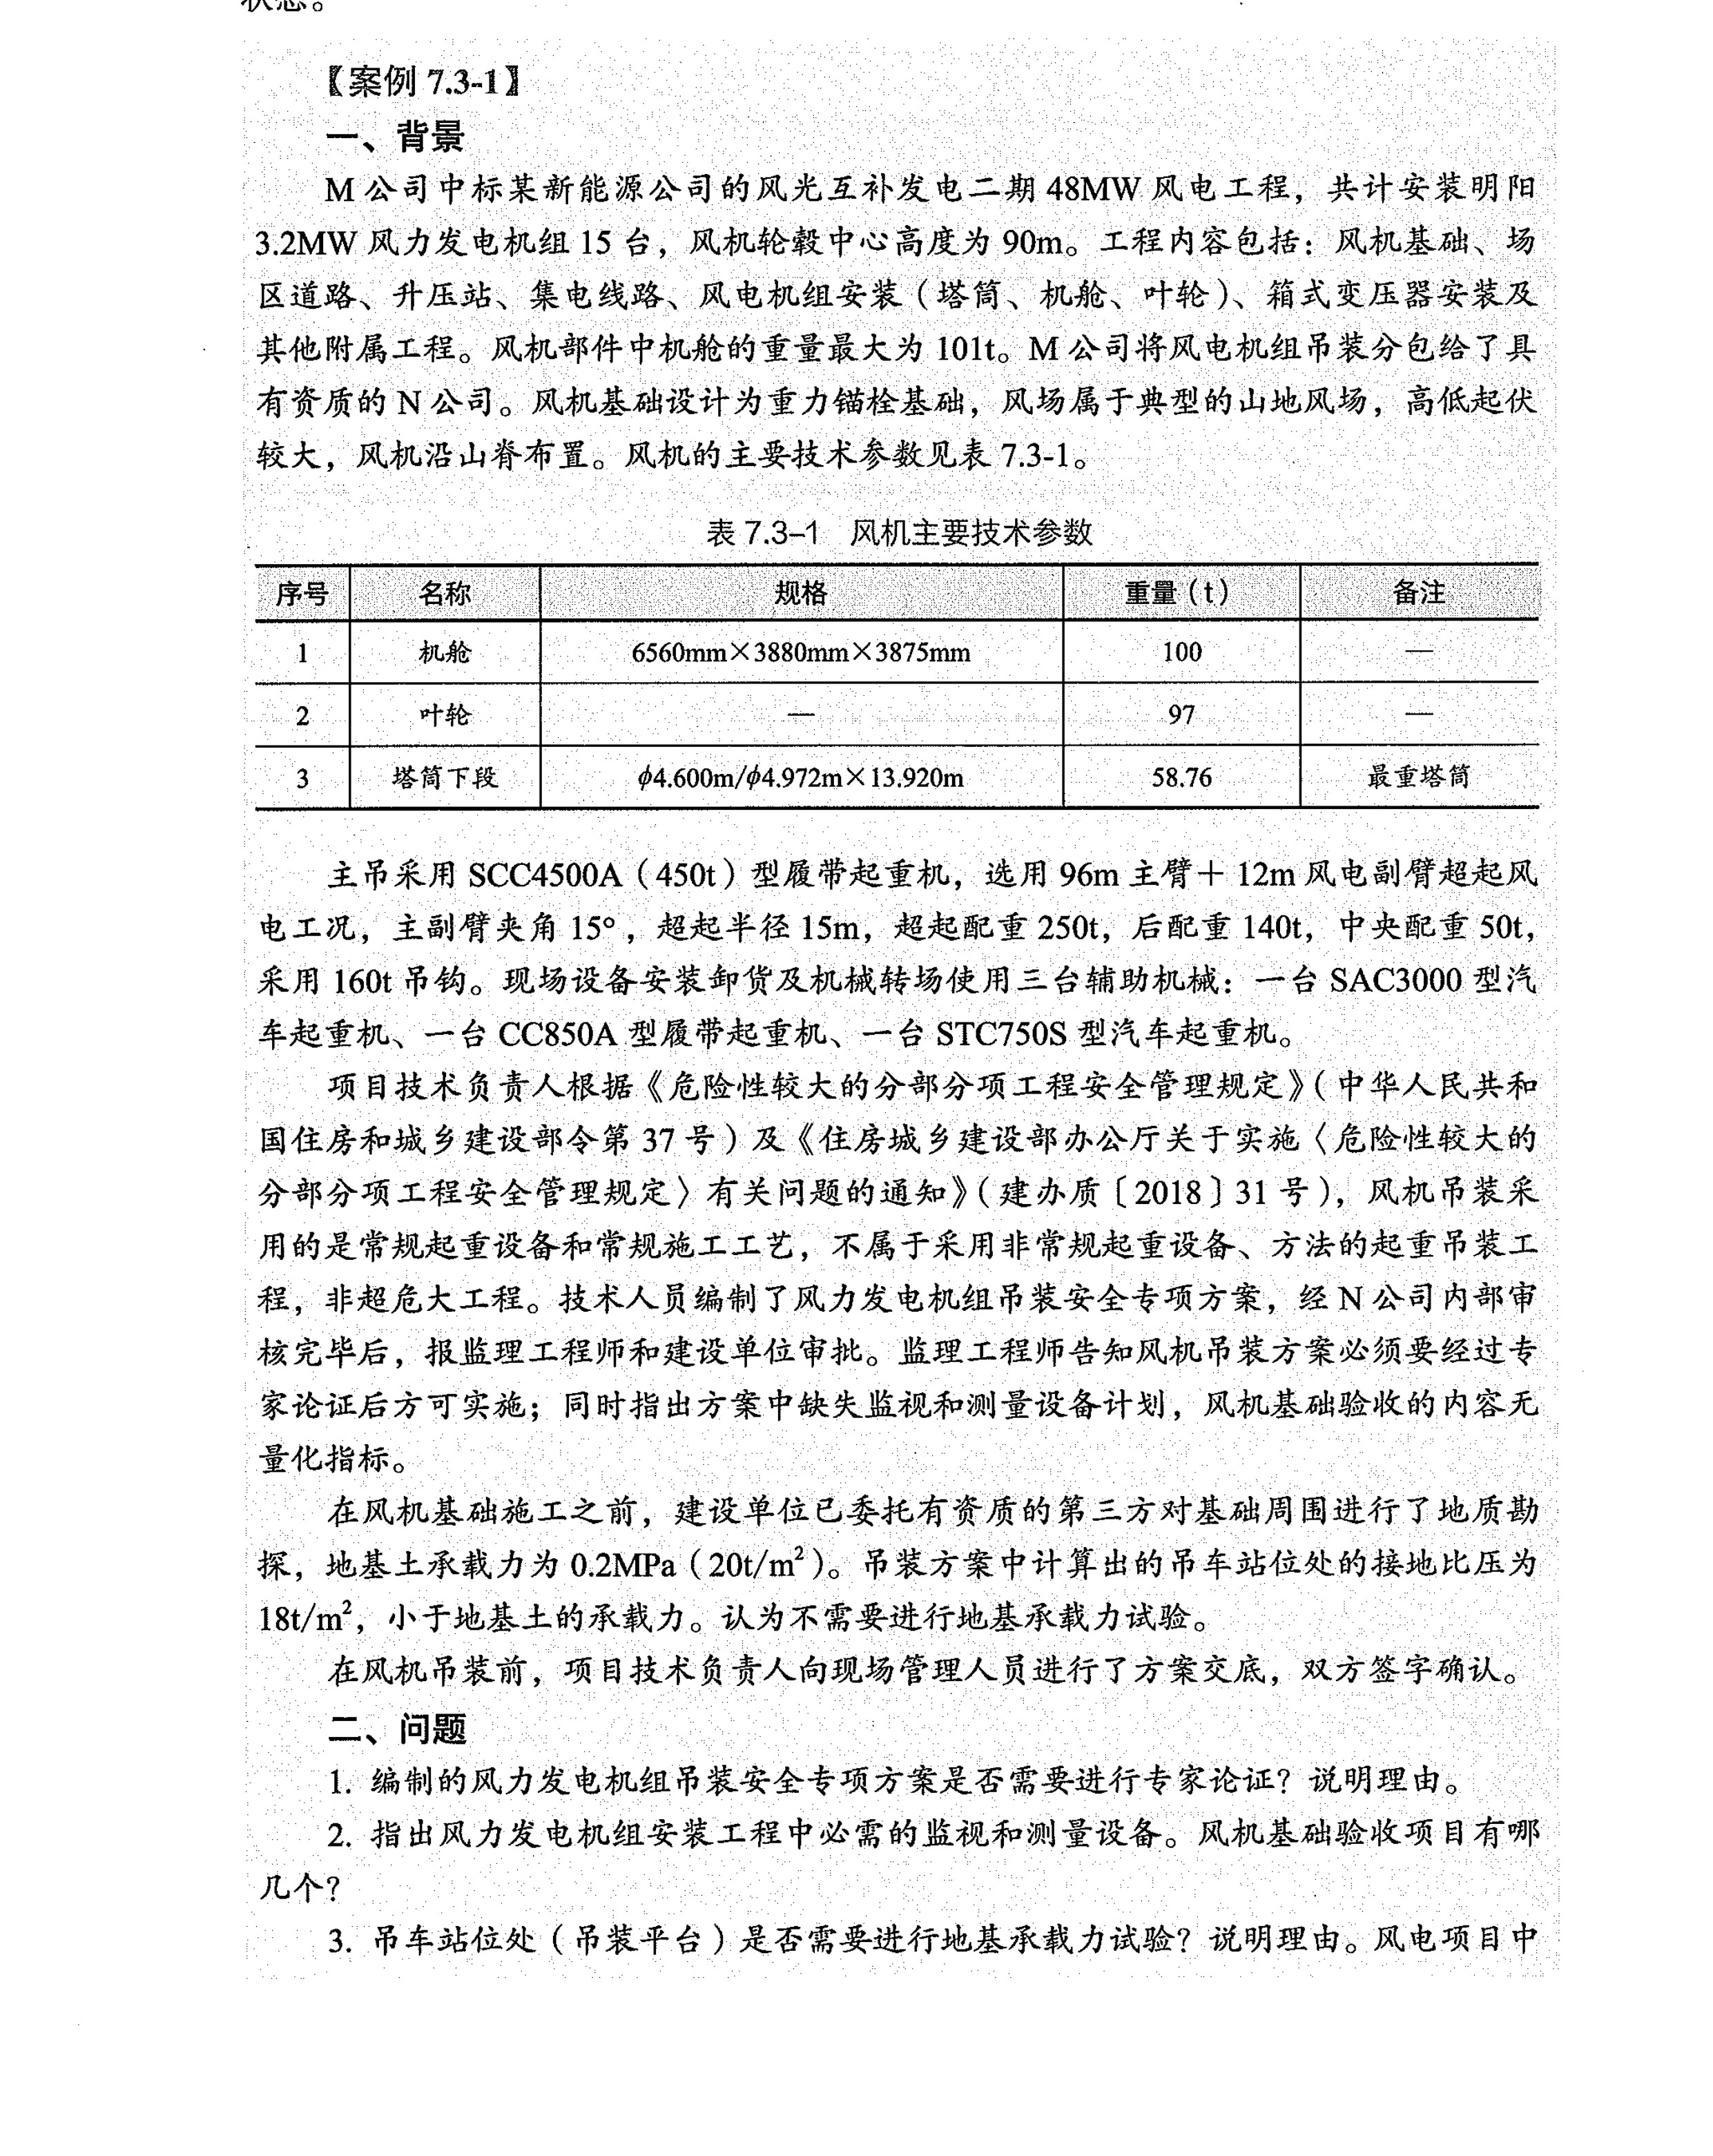 状态。
【案例 7.3-1】
一、背景
M 公司中标某新能源公司的风光互补发电二期 48MW 风电工程，共计安装明阳
3.2MW 风力发电机组 15 台，风机轮毂中心高度为 90m。工程内容包括：风机基础、场
区道路、升压站、集电线路、风电机组安装（塔筒、机舱、叶轮）、箱式变压器安装及
其他附属工程。风机部件中机舱的重量最大为 101t。M 公司将风电机组吊装分包给了具
有资质的 N 公司。风机基础设计为重力锚栓基础，风场属于典型的山地风场，高低起伏
较大，风机沿山脊布置。风机的主要技术参数见表 7.3-1。
表 7.3-1 风机主要技术参数
序号 名称 规格 重量（t） 备注
1 机舱 6560mm×3880mm×3875mm 100 —
2 叶轮 — 97 —
3 塔筒下段 ϕ4.600m/ϕ4.972m×13.920m 58.76 最重塔筒
主吊采用 SCC4500A（450t）型履带起重机，选用 96m 主臂＋12m 风电副臂超起风
电工况，主副臂夹角 15°，超起半径 15m，超起配重 250t，后配重 140t，中央配重 50t，
采用 160t 吊钩。现场设备安装卸货及机械转场使用三台辅助机械：一台 SAC3000 型汽
车起重机、一台 CC850A 型履带起重机、一台 STC750S 型汽车起重机。
项目技术负责人根据《危险性较大的分部分项工程安全管理规定》（中华人民共和
国住房和城乡建设部令第 37 号）及《住房城乡建设部办公厅关于实施〈危险性较大的
分部分项工程安全管理规定〉有关问题的通知》（建办质〔2018〕31 号），风机吊装采
用的是常规起重设备和常规施工工艺，不属于采用非常规起重设备、方法的起重吊装工
程，非超危大工程。技术人员编制了风力发电机组吊装安全专项方案，经 N 公司内部审
核完毕后，报监理工程师和建设单位审批。监理工程师告知风机吊装方案必须要经过专
家论证后方可实施；同时指出方案中缺失监视和测量设备计划，风机基础验收的内容无
量化指标。
在风机基础施工之前，建设单位已委托有资质的第三方对基础周围进行了地质勘
探，地基土承载力为 0.2MPa（20t/m²）。吊装方案中计算出的吊车站位处的接地比压为
18t/m²，小于地基土的承载力。认为不需要进行地基承载力试验。
在风机吊装前，项目技术负责人向现场管理人员进行了方案交底，双方签字确认。
二、问题
1. 编制的风力发电机组吊装安全专项方案是否需要进行专家论证？说明理由。
2. 指出风力发电机组安装工程中必需的监视和测量设备。风机基础验收项目有哪
几个？
3. 吊车站位处（吊装平台）是否需要进行地基承载力试验？说明理由。风电项目中